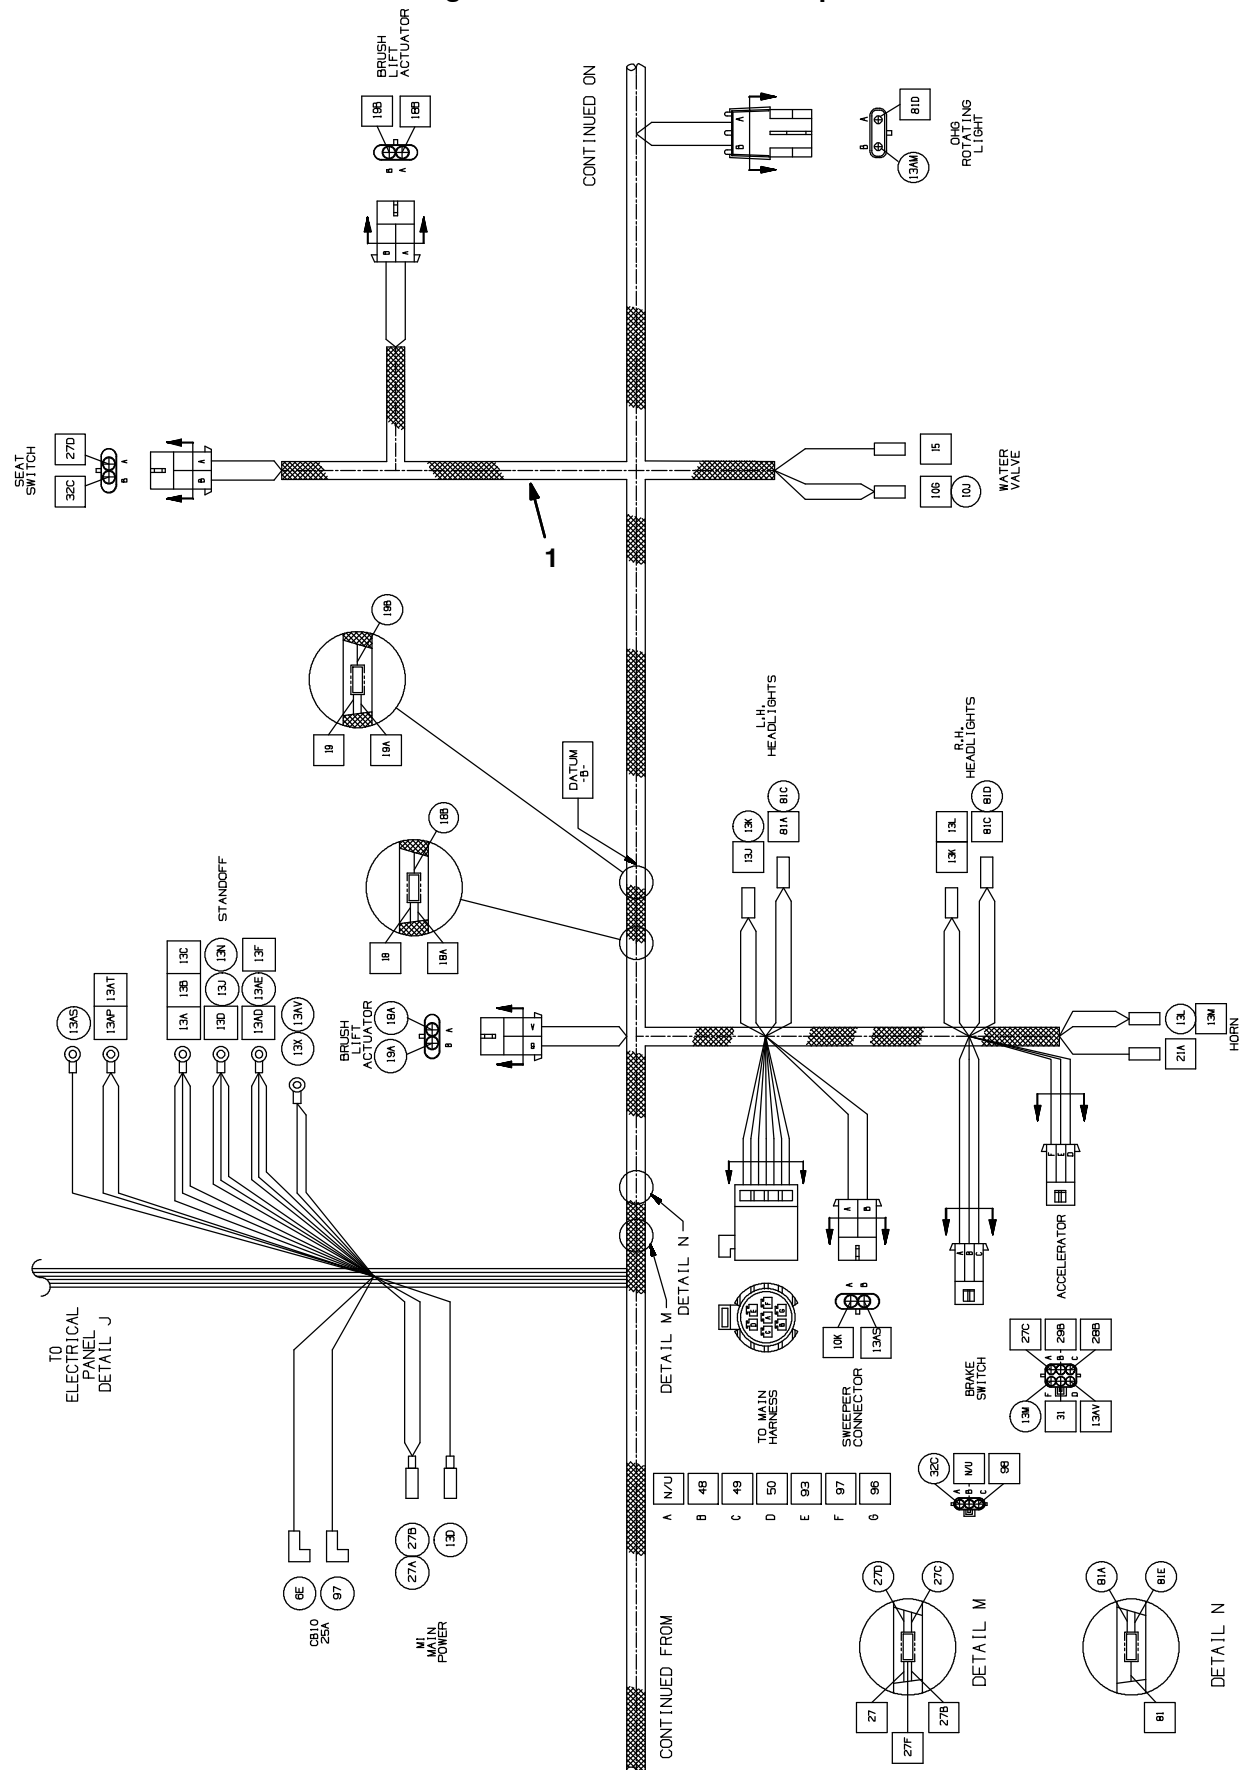 BRUSH
LIFT
ACTUATOR
19B
18B
B
A
B
A
CONTINUED ON
A
B
A
B
81D
13AM
OHG
ROTATING
LIGHT
SEAT
SWITCH
27D
32C
A
B
A
B
1
15
10G
10J
WATER
VALVE
19B
19
19A
DATUM
-B-
18B
18
18A
L.H.
HEADLIGHTS
13K
13J
81C
81A
R.H.
HEADLIGHTS
13L
13K
81D
81C
STANDOFF
13AS
13AT
13AP
13C
13B
13A
13N
13J
13D
13F
13AE
13AD
13AV
13X
BRUSH
LIFT
ACTUATOR
18A
19A
A
B
A
B
13L
13M
21A
HORN
TO
ELECTRICAL
PANEL
DETAIL J
DETAIL M
DETAIL N
TO MAIN
HARNESS
A
B
A
B
10K
13AS
SWEEPER
CONNECTOR
A
B
C
F
E
D
ACCELERATOR
BRAKE
SWITCH
27C
29B
28B
A
B
C
F
D
13M
31
13AV
32C
N/U
98
A
B
C
A N/U
B 48
C 49
D 50
E 93
F 97
G 96
6E
97
CB10
25A
27B
27A
13D
M1
MAIN
POWER
CONTINUED FROM
27D
27C
27
27F
27B
DETAIL M
81A
81E
81
DETAIL N